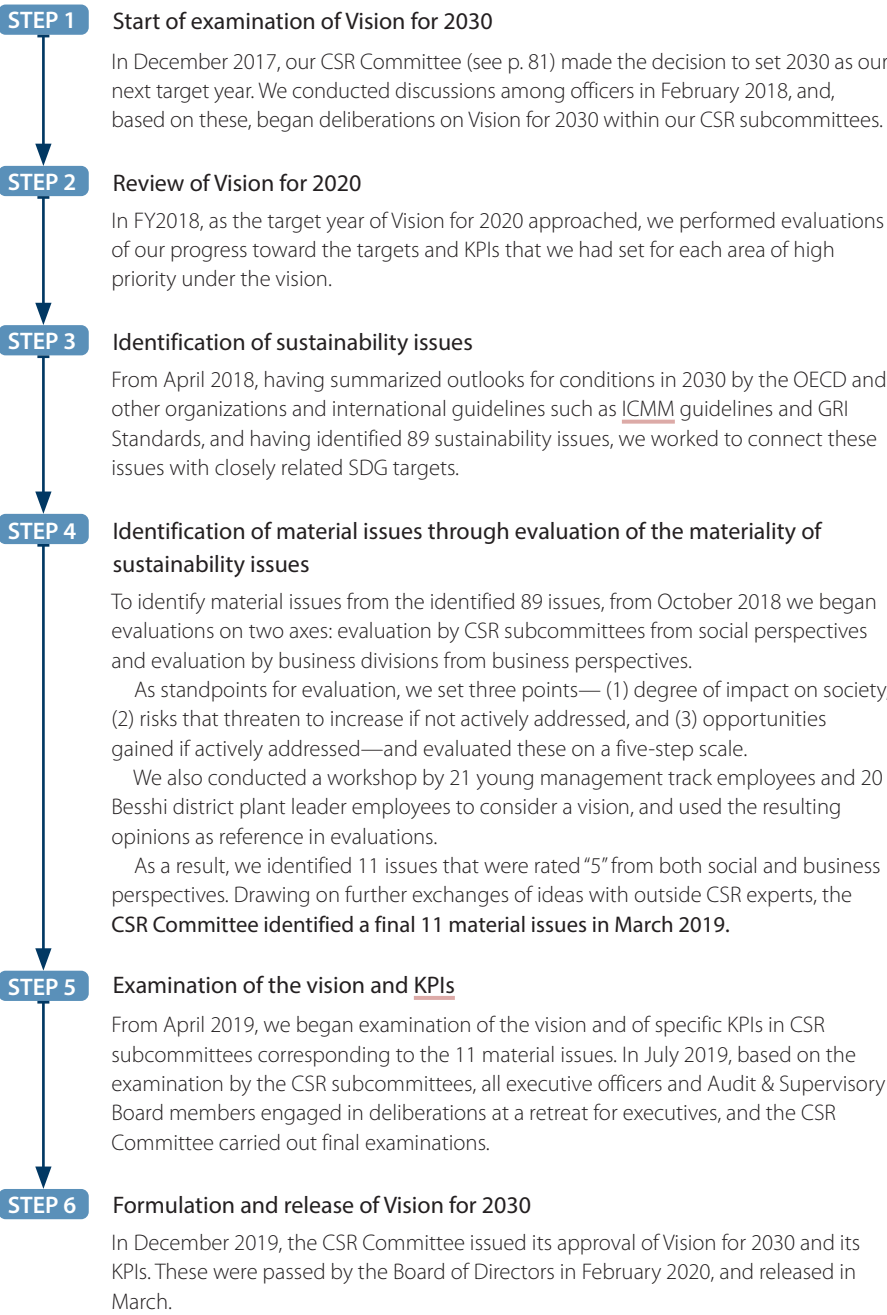 STEP 1
Start of examination of Vision for 2030
In December 2017, our CSR Committee (see p. 81) made the decision to set 2030 as our
next target year. We conducted discussions among officers in February 2018, and,
based on these, began deliberations on Vision for 2030 within our CSR subcommittees.
STEP 2
Review of Vision for 2020
In FY2018, as the target year of Vision for 2020 approached, we performed evaluations
of our progress toward the targets and KPIs that we had set for each area of high
priority under the vision.
STEP 3
Identification of sustainability issues
From April 2018, having summarized outlooks for conditions in 2030 by the OECD and
other organizations and international guidelines such as ICMM guidelines and GRI
Standards, and having identified 89 sustainability issues, we worked to connect these
issues with closely related SDG targets.
STEP 4
Identification of material issues through evaluation of the materiality of
sustainability issues
To identify material issues from the identified 89 issues, from October 2018 we began
evaluations on two axes: evaluation by CSR subcommittees from social perspectives
and evaluation by business divisions from business perspectives.
As standpoints for evaluation, we set three points— (1) degree of impact on society,
(2) risks that threaten to increase if not actively addressed, and (3) opportunities
gained if actively addressed—and evaluated these on a five-step scale.
We also conducted a workshop by 21 young management track employees and 20
Besshi district plant leader employees to consider a vision, and used the resulting
opinions as reference in evaluations.
As a result, we identified 11 issues that were rated “5” from both social and business
perspectives. Drawing on further exchanges of ideas with outside CSR experts, the
CSR Committee identified a final 11 material issues in March 2019.
STEP 5
Examination of the vision and KPIs
From April 2019, we began examination of the vision and of specific KPIs in CSR
subcommittees corresponding to the 11 material issues. In July 2019, based on the
examination by the CSR subcommittees, all executive officers and Audit & Supervisory
Board members engaged in deliberations at a retreat for executives, and the CSR
Committee carried out final examinations.
STEP 6
Formulation and release of Vision for 2030
In December 2019, the CSR Committee issued its approval of Vision for 2030 and its
KPIs. These were passed by the Board of Directors in February 2020, and released in
March.